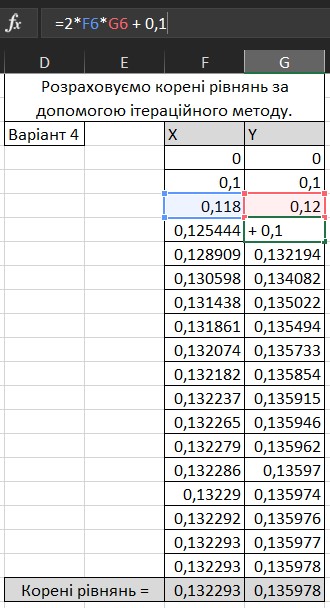 fx =2*F6*G6 + 0,1
D E F G
Розраховуємо корені рівнянь за
допомогою ітераційного методу.
Варіант 4 X Y
0 0
0,1 0,1
0,118 0,12
0,125444 + 0,1
0,128909 0,132194
0,130598 0,134082
0,131438 0,135022
0,131861 0,135494
0,132074 0,135733
0,132182 0,135854
0,132237 0,135915
0,132265 0,135946
0,132279 0,135962
0,132286 0,13597
0,13229 0,135974
0,132292 0,135976
0,132293 0,135977
0,132293 0,135978
Корені рівнянь = 0,132293 0,135978